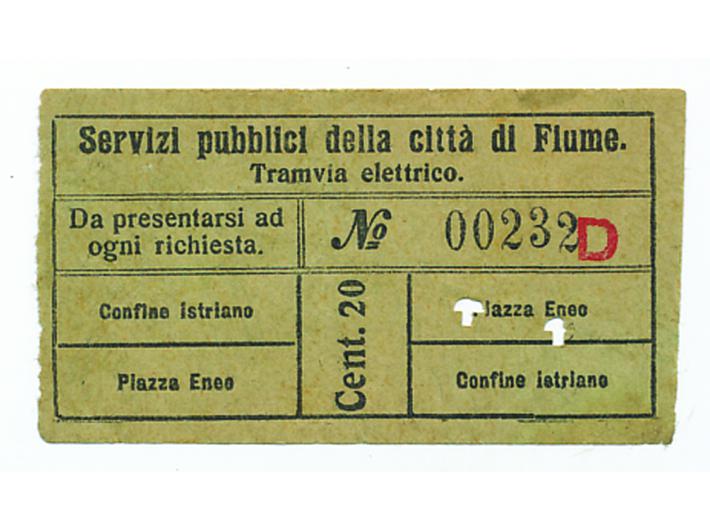 Servizi pubblici della città di Fiume.
Tramvia elettrico.
Da presentarsi ad
ogni richiesta.
№ 00232 D
Confine istriano
Piazza Eneo
Cent. 20
Piazza Eneo
Confine istriano